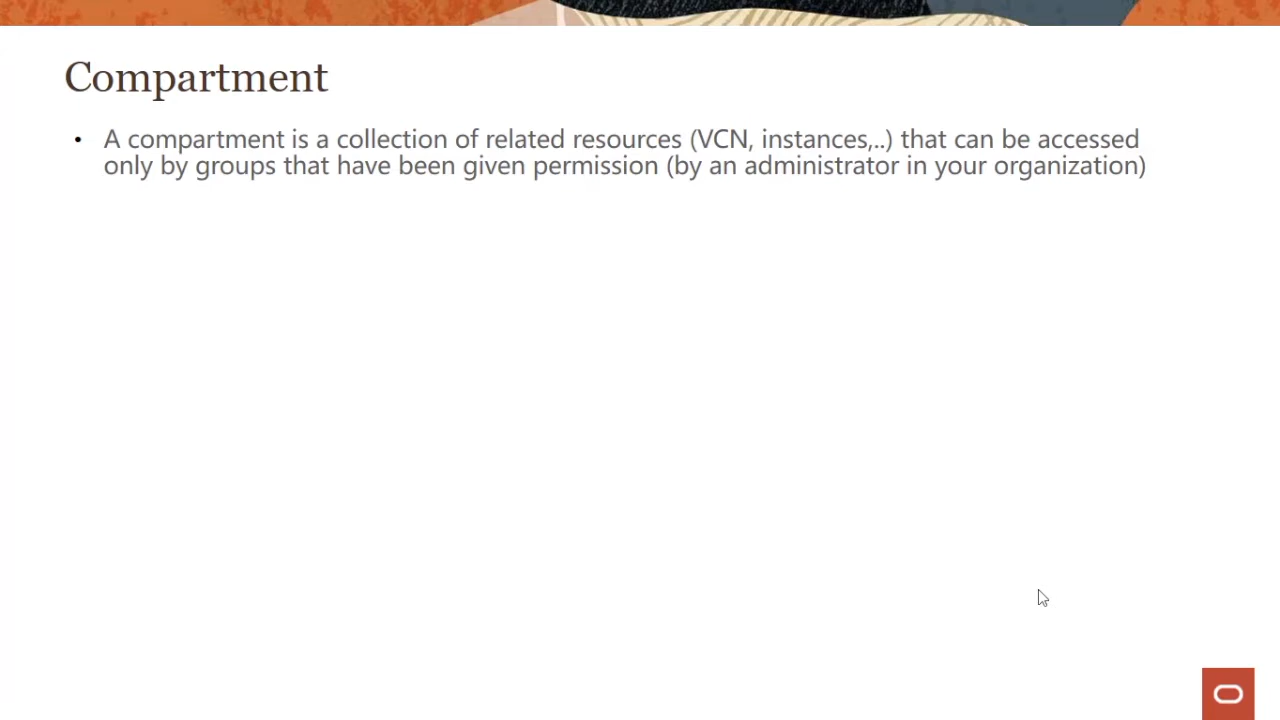 Compartment
• A compartment is a collection of related resources (VCN, instances,..) that can be accessed
only by groups that have been given permission (by an administrator in your organization)